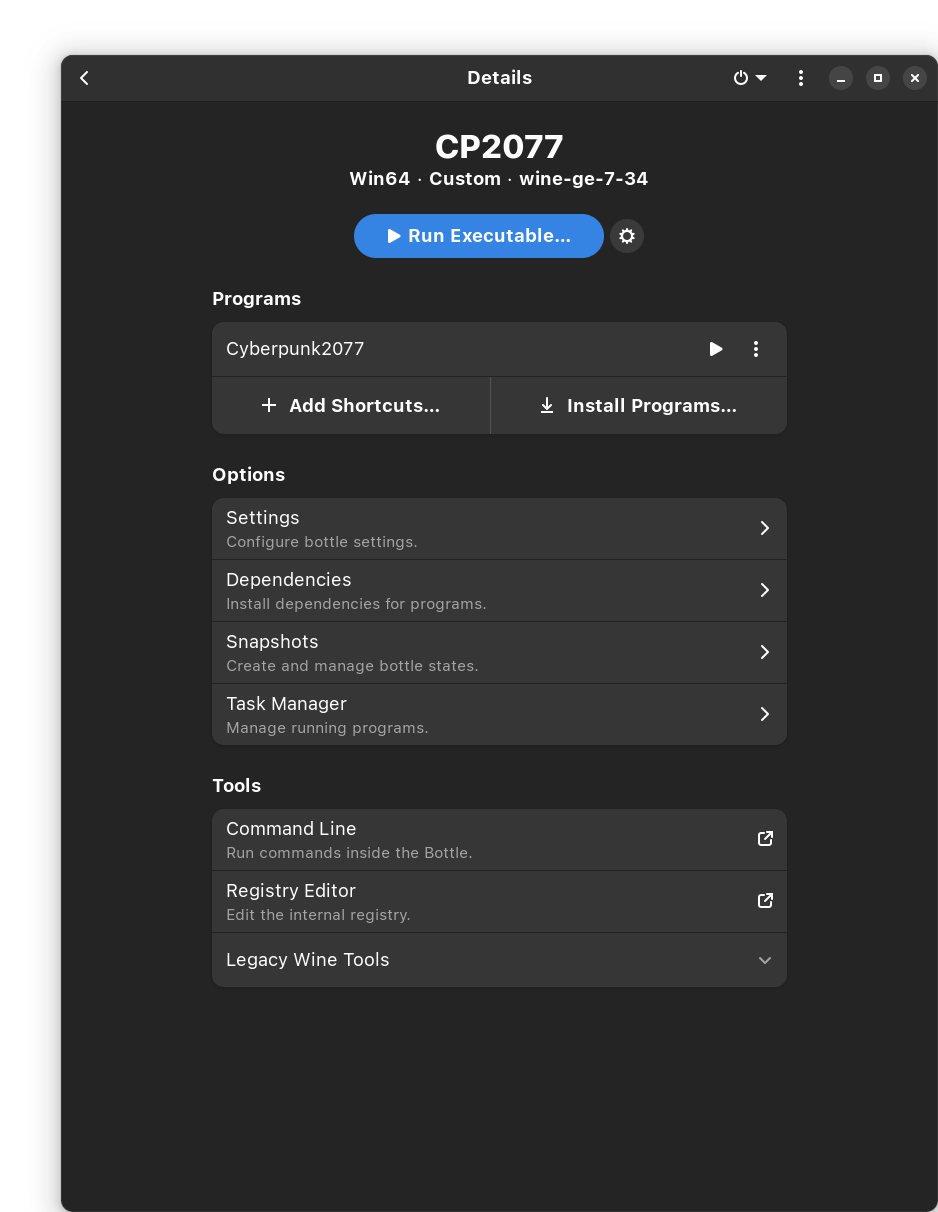 Details
CP2077
Win64 · Custom · wine-ge-7-34
Run Executable...
Programs
Cyberpunk2077
Add Shortcuts... Install Programs...
Options
Settings
Configure bottle settings.
Dependencies
Install dependencies for programs.
Snapshots
Create and manage bottle states.
Task Manager
Manage running programs.
Tools
Command Line
Run commands inside the Bottle.
Registry Editor
Edit the internal registry.
Legacy Wine Tools